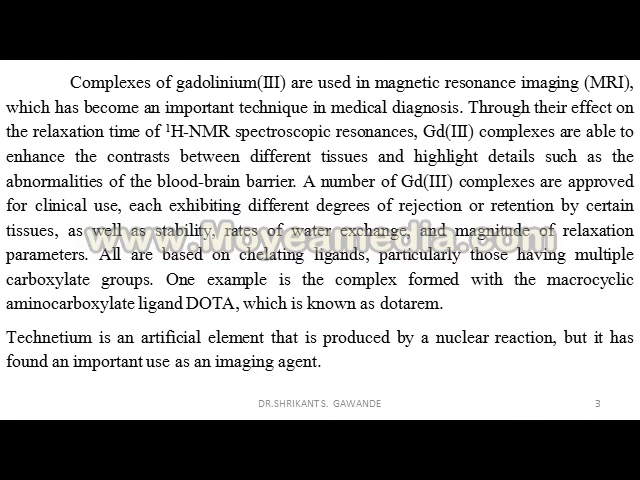 Complexes of gadolinium(III) are used in magnetic resonance imaging (MRI),
which has become an important technique in medical diagnosis. Through their effect on
the relaxation time of ¹H-NMR spectroscopic resonances, Gd(III) complexes are able to
enhance the contrasts between different tissues and highlight details such as the
abnormalities of the blood-brain barrier. A number of Gd(III) complexes are approved
for clinical use, each exhibiting different degrees of rejection or retention by certain
tissues, as well as stability, rates of water exchange, and magnitude of relaxation
www.Moyeamedia.com
parameters. All are based on chelating ligands, particularly those having multiple
carboxylate groups. One example is the complex formed with the macrocyclic
aminocarboxylate ligand DOTA, which is known as dotarem.
Technetium is an artificial element that is produced by a nuclear reaction, but it has
found an important use as an imaging agent.
DR.SHRIKANT S. GAWANDE
3